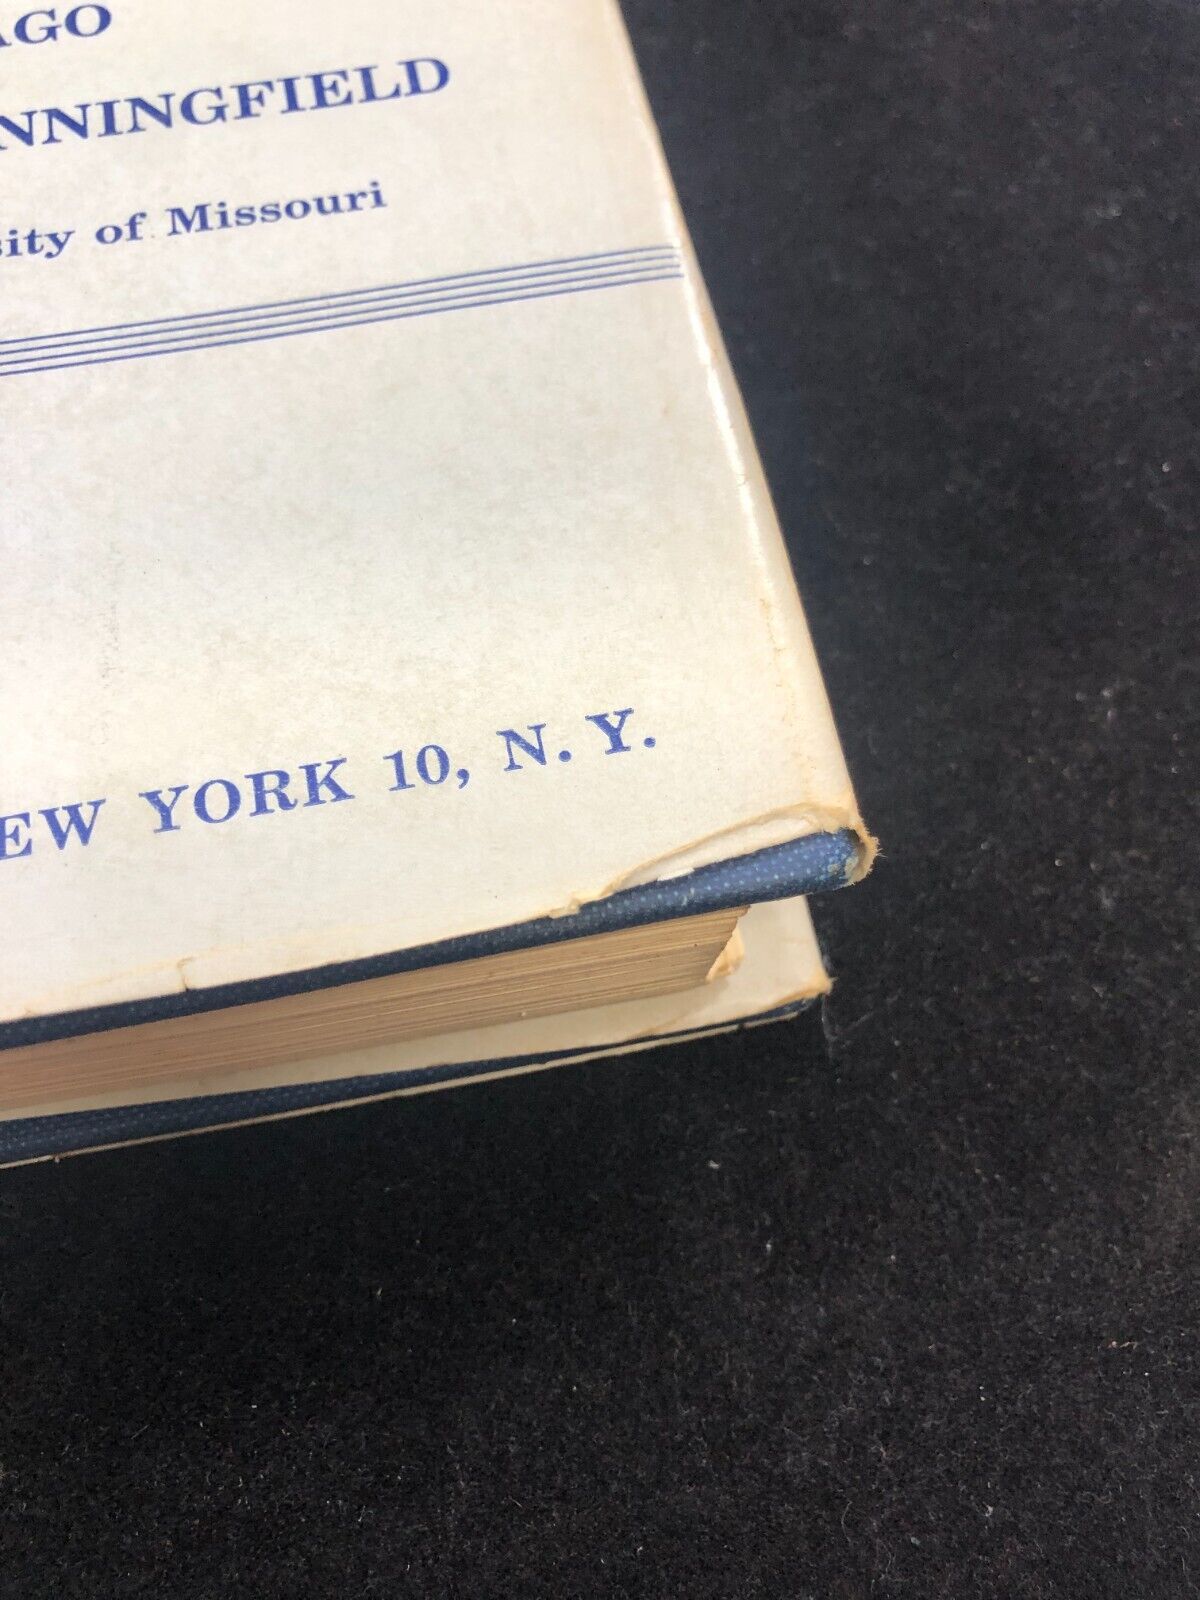 AGO
NNINGFIELD
sity of Missouri
EW YORK 10, N. Y.